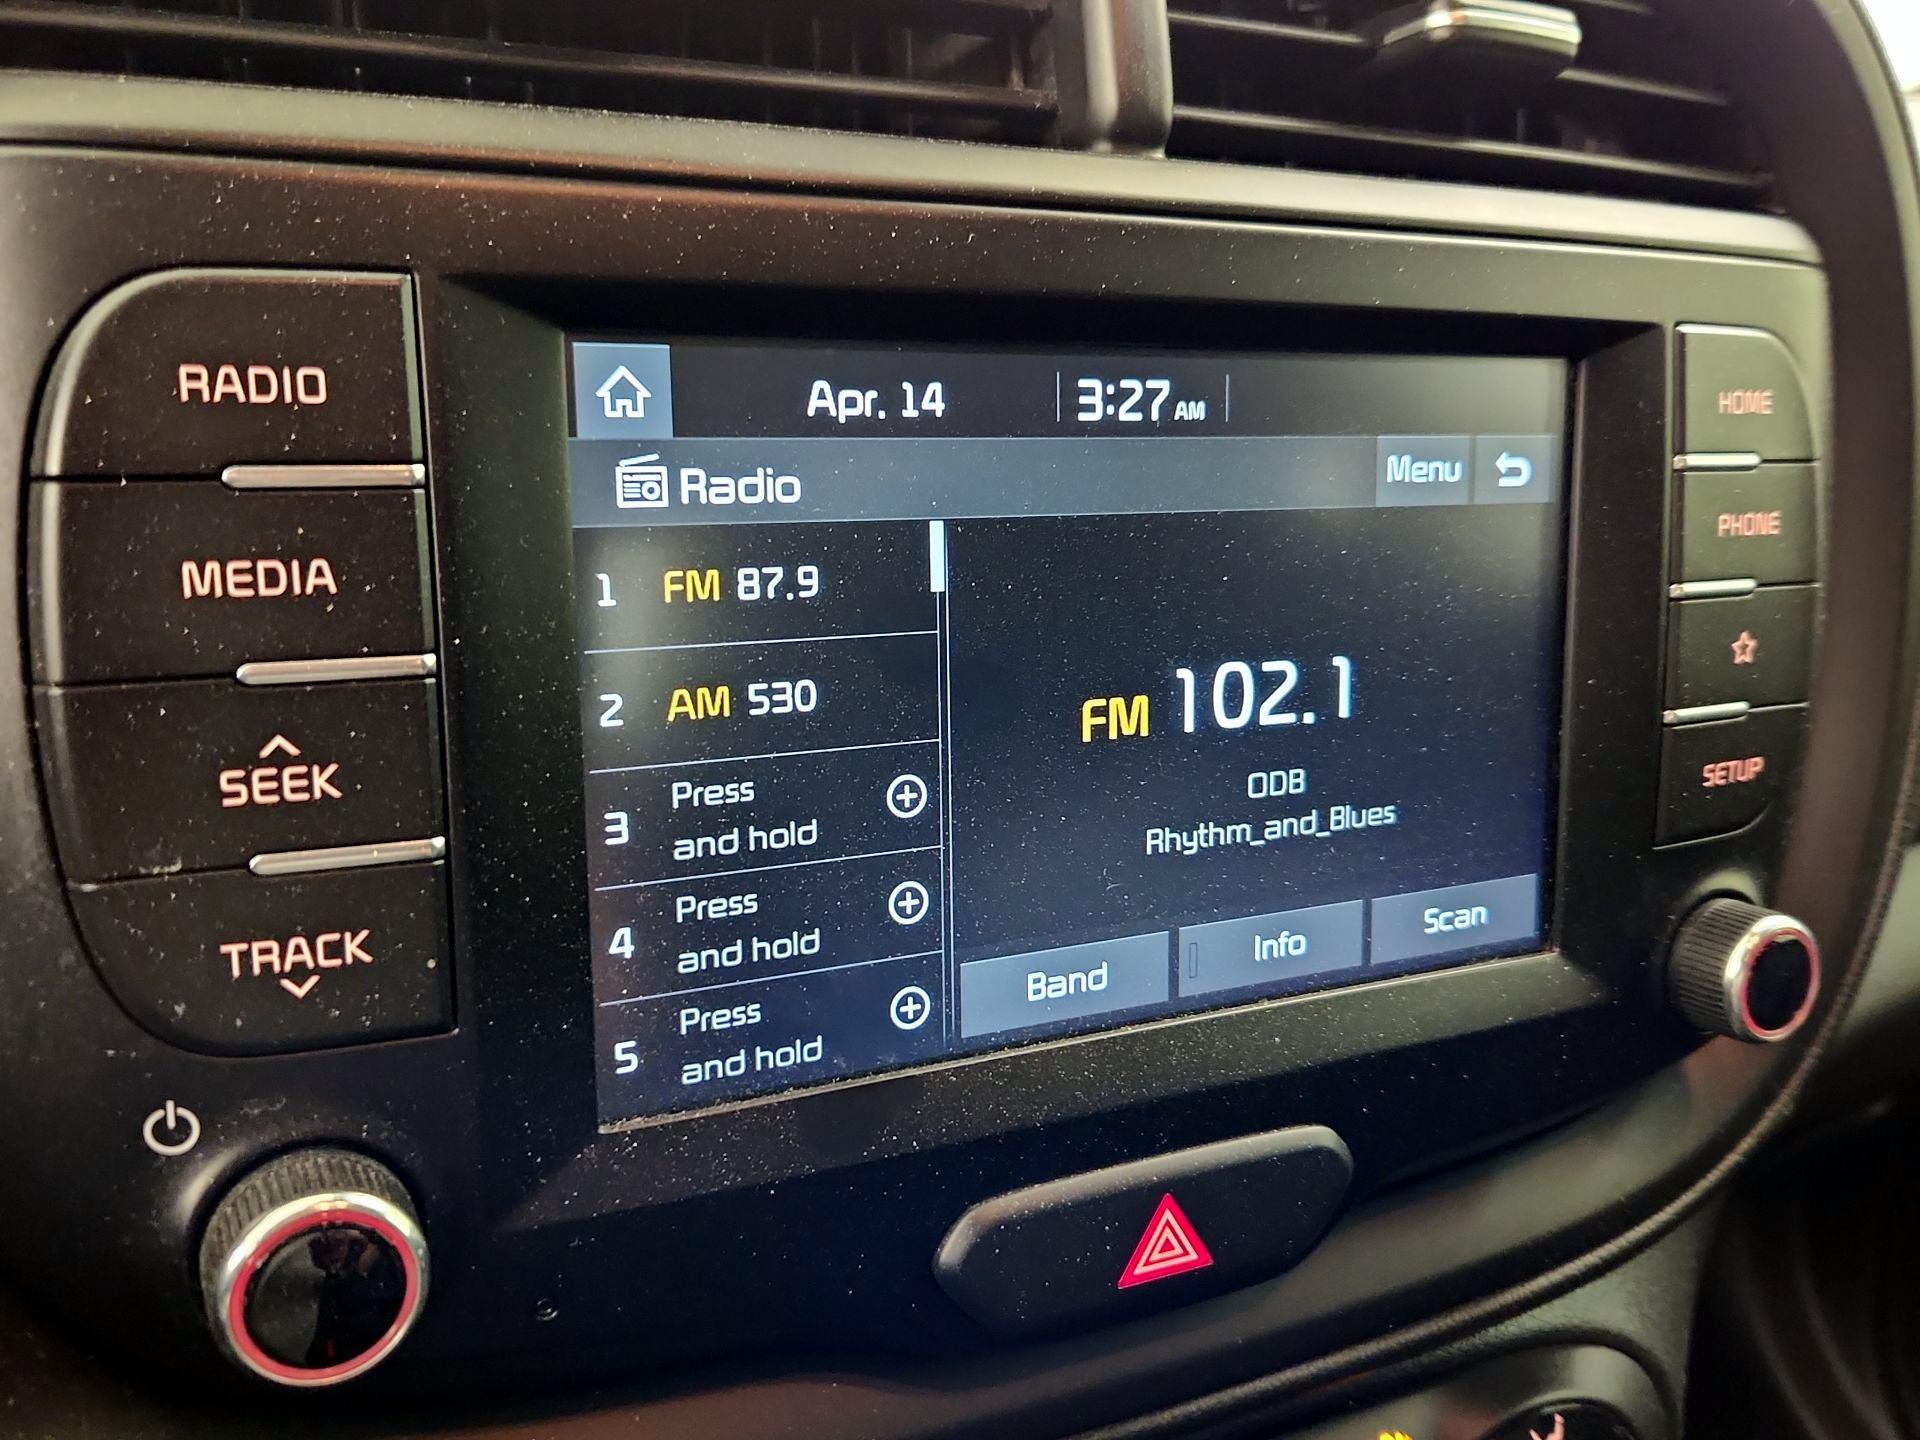 RADIO
MEDIA
SEEK
TRACK
Apr. 14
3:27 AM
Radio
Menu
1 FM 87.9
2 AM 530
3 Press
and hold
4 Press
and hold
5 Press
and hold
FM 102.1
ODB
Rhythm_and_Blues
Band
Info
Scan
HOME
PHONE
SETUP